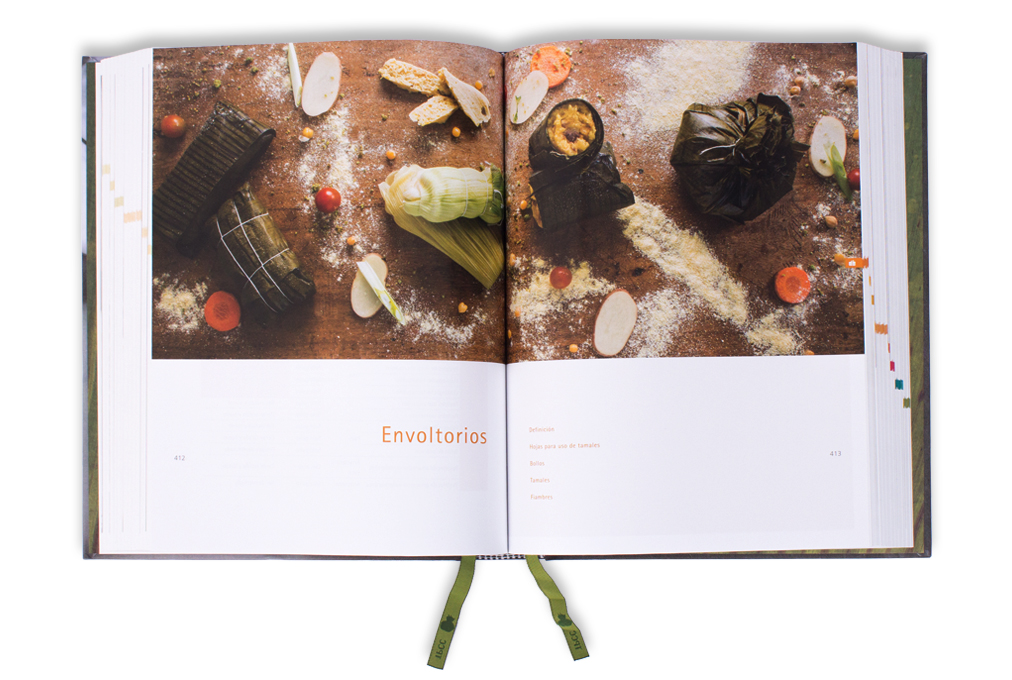 Envoltorios
412
Definición
Hojas para uso de Tamales
Bollos
Tamales
Fiambres
413